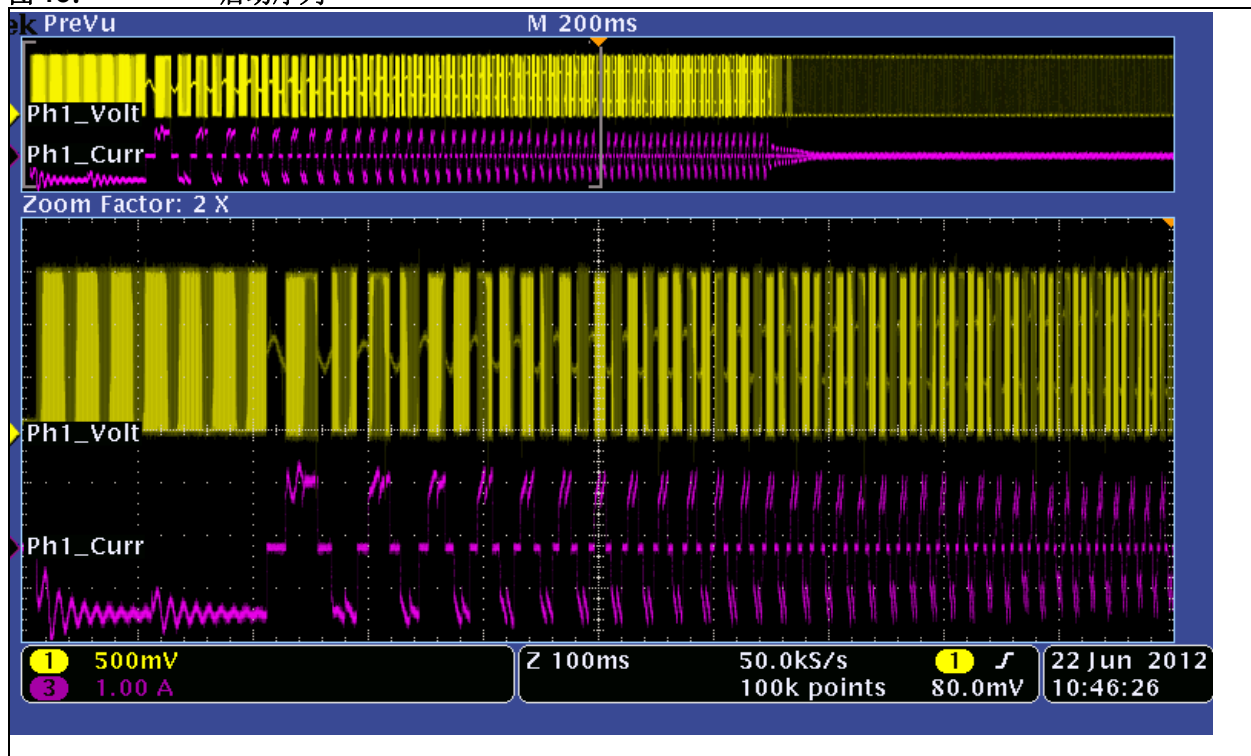 k PreVu M 200ms
Ph1_Volt
Ph1_Curr
Zoom Factor: 2 X
Ph1_Volt
Ph1_Curr
1 500mV Z 100ms 50.0kS/s 1 22 Jun 2012
3 1.00 A 100k points 80.0mV 10:46:26